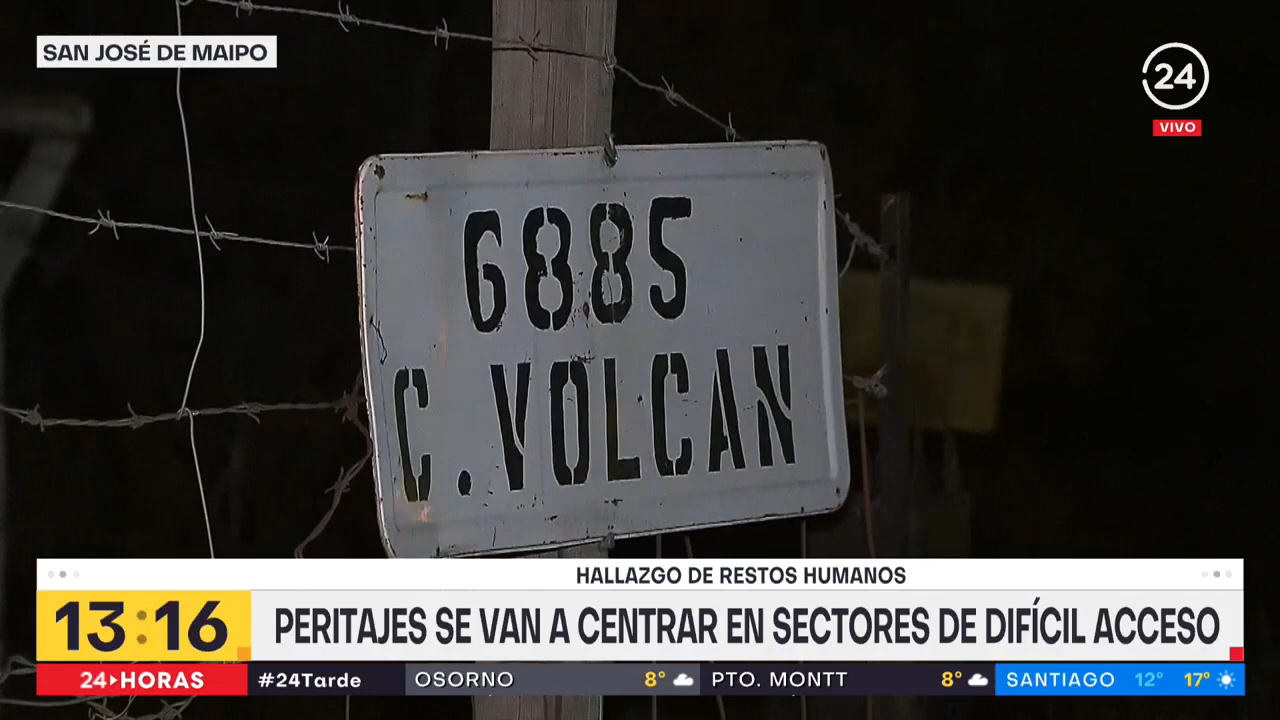 SAN JOSÉ DE MAIPO
24
VIVO
6885
C. VOLCAN
HALLAZGO DE RESTOS HUMANOS
13:16
PERITAJES SE VAN A CENTRAR EN SECTORES DE DIFÍCIL ACCESO
24 HORAS
#24Tarde
OSORNO 8°
PTO. MONTT 8°
SANTIAGO 12° 17°